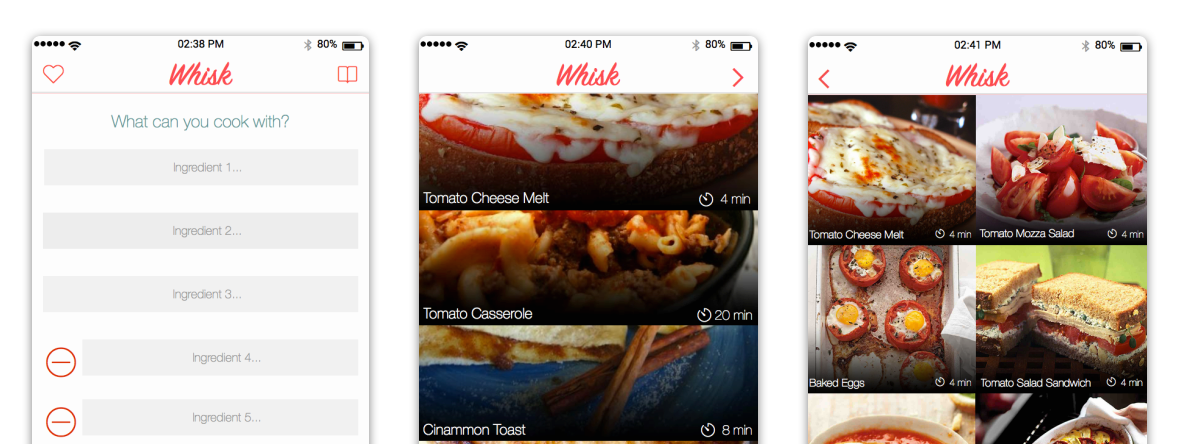 02:38 PM
80%
Whisk
What can you cook with?
Ingredient 1...
Ingredient 2...
Ingredient 3...
Ingredient 4...
Ingredient 5...
02:40 PM
80%
Whisk
Tomato Cheese Melt
4 min
Tomato Casserole
20 min
Cinammon Toast
8 min
02:41 PM
80%
Whisk
Tomato Cheese Melt
4 min
Tomato Mozza Salad
4 min
Baked Eggs
4 min
Tomato Salad Sandwich
4 min